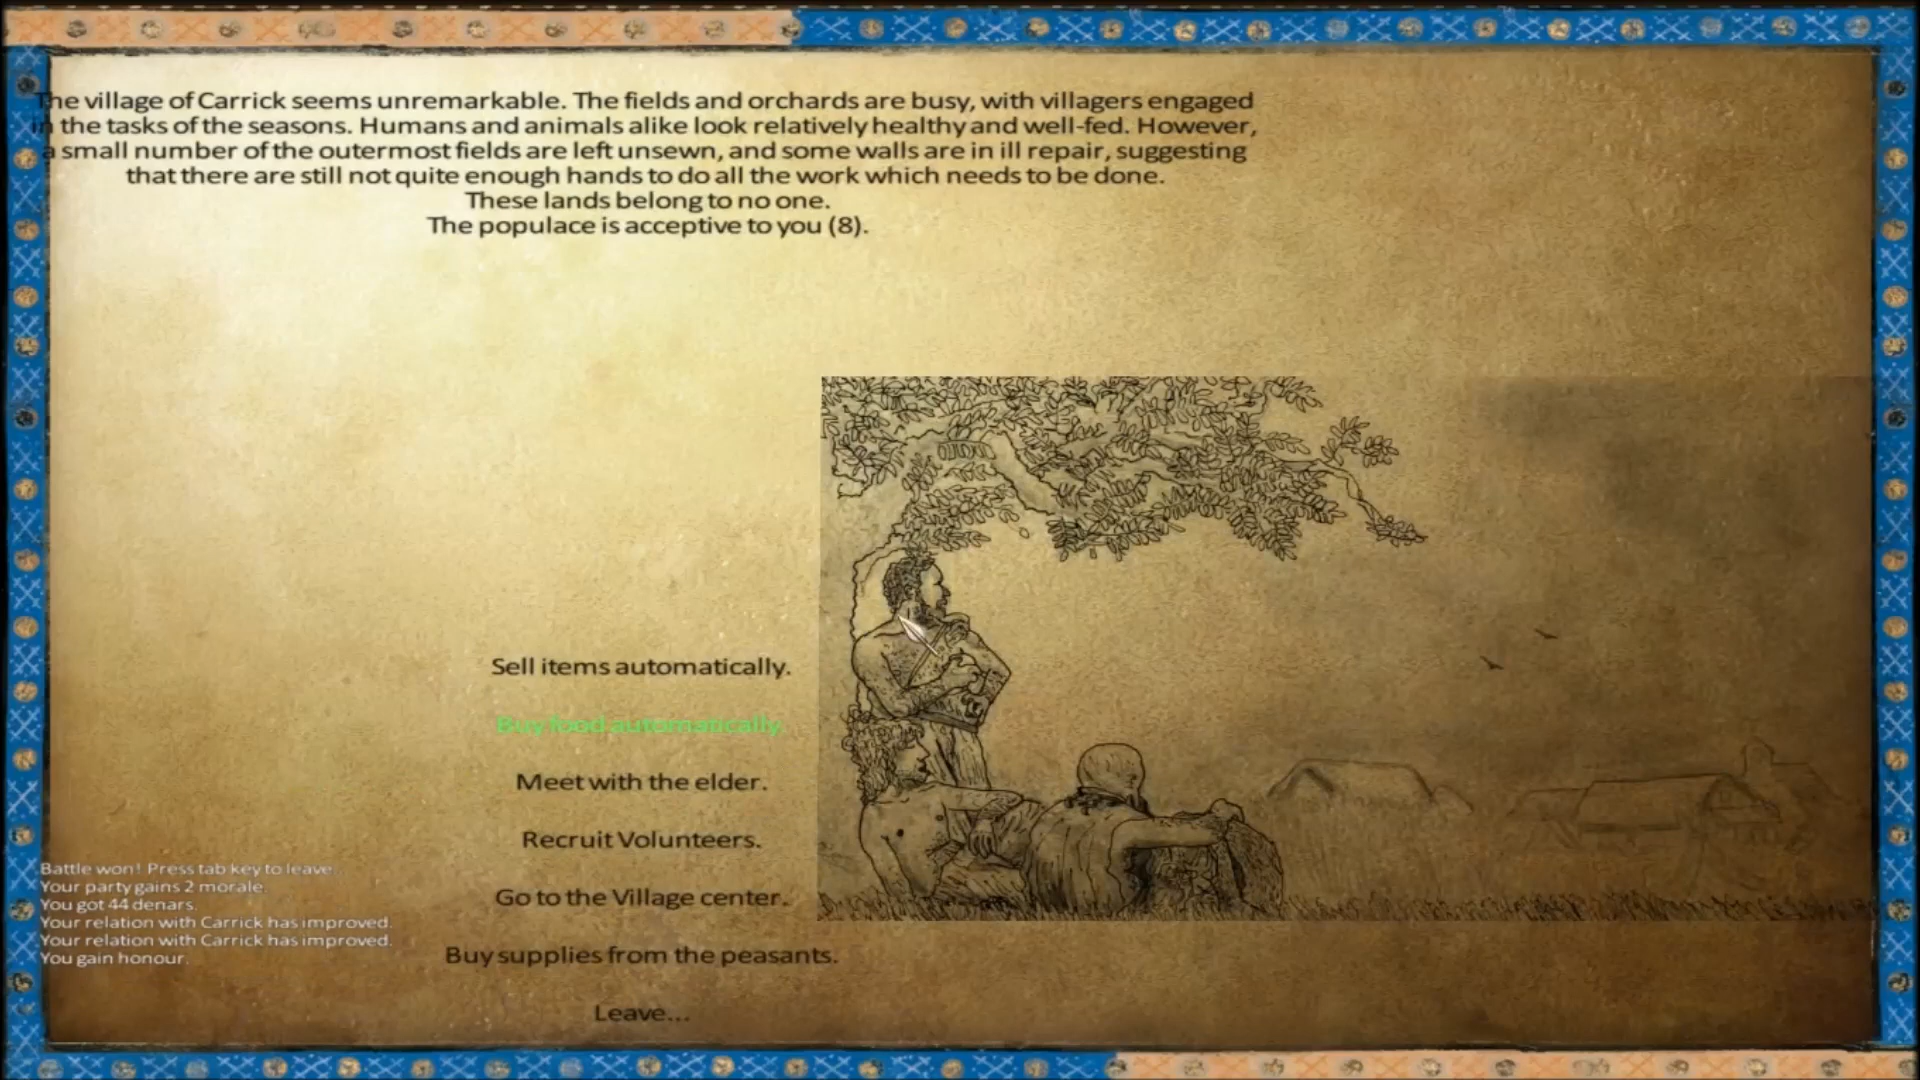 The village of Carrick seems unremarkable. The fields and orchards are busy, with villagers engaged
in the tasks of the seasons. Humans and animals alike look relatively healthy and well-fed. However,
a small number of the outermost fields are left unsewn, and some walls are in ill repair, suggesting
that there are still not quite enough hands to do all the work which needs to be done.
These lands belong to no one.
The populace is acceptive to you (8).
Sell items automatically.
Buy food automatically.
Meet with the elder.
Recruit Volunteers.
Go to the Village center.
Buy supplies from the peasants.
Leave...
Battle won! Press tab key to leave..
Your party gains 2 morale.
You got 44 denars.
Your relation with Carrick has improved.
Your relation with Carrick has improved.
You gain honour.